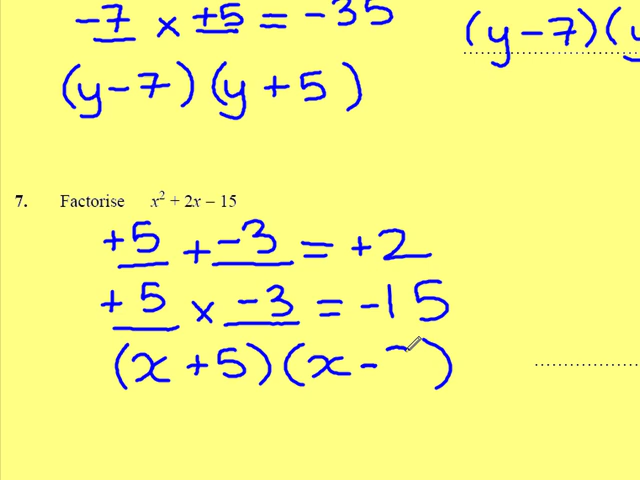 -7 × +5 = -35
(y-7)(y
(y-7)(y+5)
7. Factorise x² + 2x – 15
+5 + -3 = +2
+5 × -3 = -15
(x+5)(x-